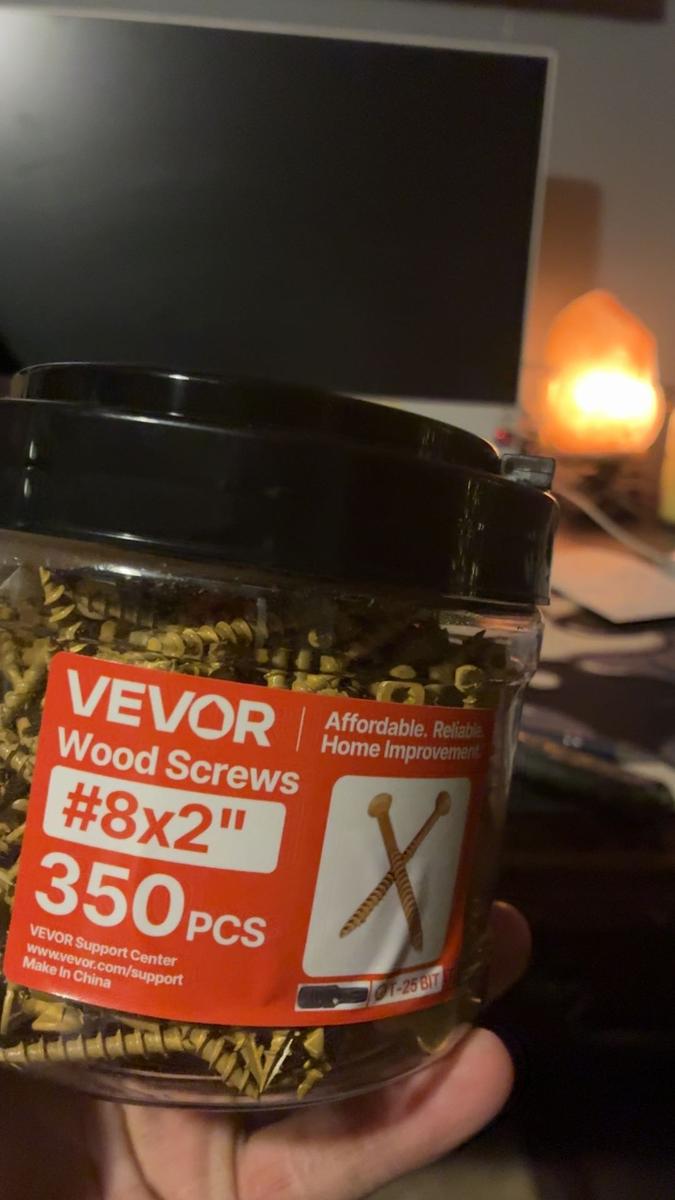 VEVOR
Wood Screws
#8x2"
350PCS
VEVOR Support Center
www.vevor.com/support
Make In China
Affordable. Reliable.
Home Improvement.
T-25 BIT